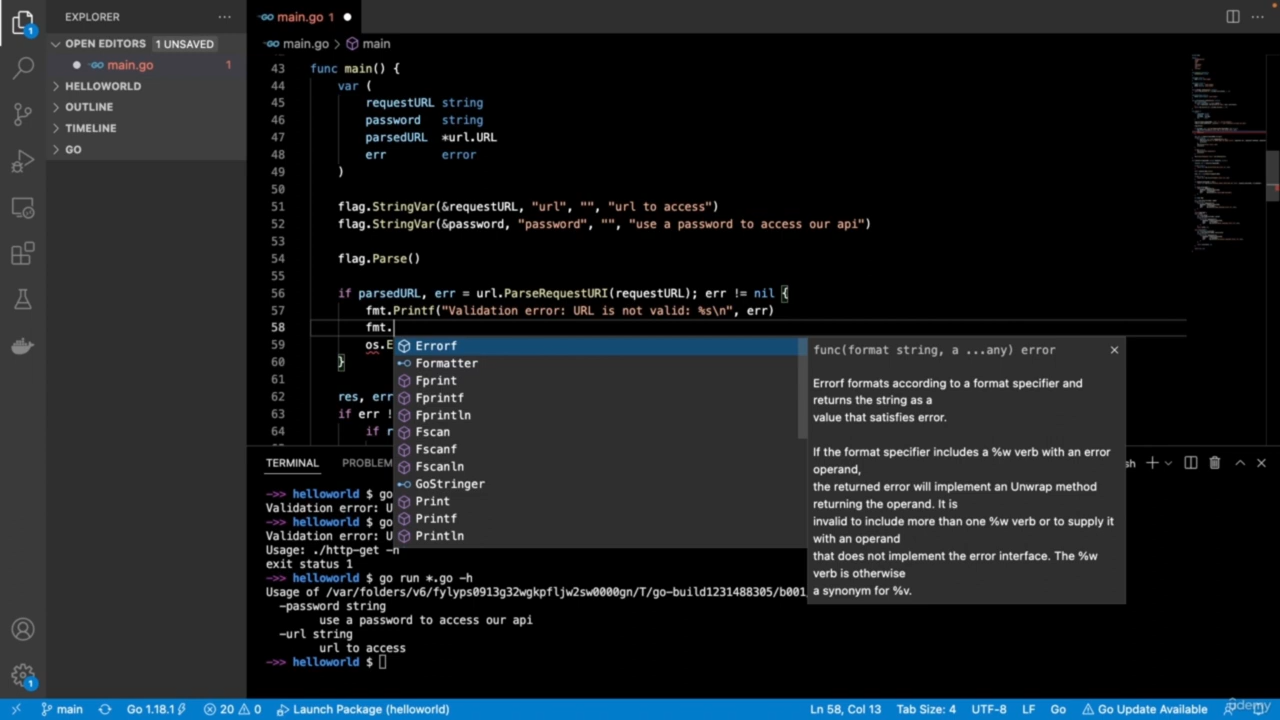 EXPLORER
OPEN EDITORS 1 UNSAVED
main.go 1
HELLOWORLD
OUTLINE
TIMELINE
GO
main.go 1
main.go > main
43 func main() {
44 var (
45 requestURL string
46 password string
47 parsedURL *url.URL
48 err error
49 )
50
51 flag.StringVar(&requestURL, "url", "", "url to access")
52 flag.StringVar(&password, "password", "", "use a password to access our api")
53
54 flag.Parse()
55
56 if parsedURL, err = url.ParseRequestURI(requestURL); err != nil {
57 fmt.Printf("Validation error: URL is not valid: %s\n", err)
58 fmt.
59 os.E
60 }
61
62 res, err
63 if err !
64 if r
Errorf
Formatter
Fprint
Fprintf
Fprintln
Fscan
Fscanf
Fscanln
GoStringer
Print
Printf
Println
func(format string, a ...any) error
Errorf formats according to a format specifier and
returns the string as a
value that satisfies error.
If the format specifier includes a %w verb with an error
operand,
the returned error will implement an Unwrap method
returning the operand. It is
invalid to include more than one %w verb or to supply it
with an operand
that does not implement the error interface. The %w
verb is otherwise
a synonym for %v.
TERMINAL PROBLEM sh
->> helloworld $ go
Validation error: U
->> helloworld $ go
Validation error: U
Usage: ./http-get -h
exit status 1
->> helloworld $ go run *.go -h
Usage of /var/folders/v6/fylyps0913g32wgkpfljw2sw0000gn/T/go-build1231488305/b001/
-password string
use a password to access our api
-url string
url to access
->> helloworld $
main Go 1.18.1 20 0 Launch Package (helloworld) Ln 58, Col 13 Tab Size: 4 UTF-8 LF Go Go Update Available
udemy